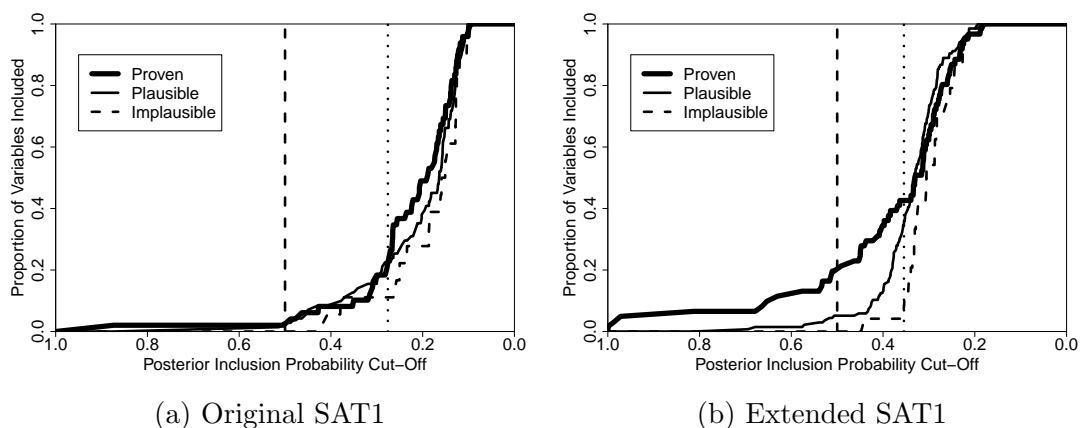 Proportion of Variables Included
1.0
0.8
0.6
0.4
0.2
0.0
Proven
Plausible
Implausible
1.0 0.8 0.6 0.4 0.2 0.0
Posterior Inclusion Probability Cut−Off
(a) Original SAT1
Proportion of Variables Included
1.0
0.8
0.6
0.4
0.2
0.0
Proven
Plausible
Implausible
1.0 0.8 0.6 0.4 0.2 0.0
Posterior Inclusion Probability Cut−Off
(b) Extended SAT1